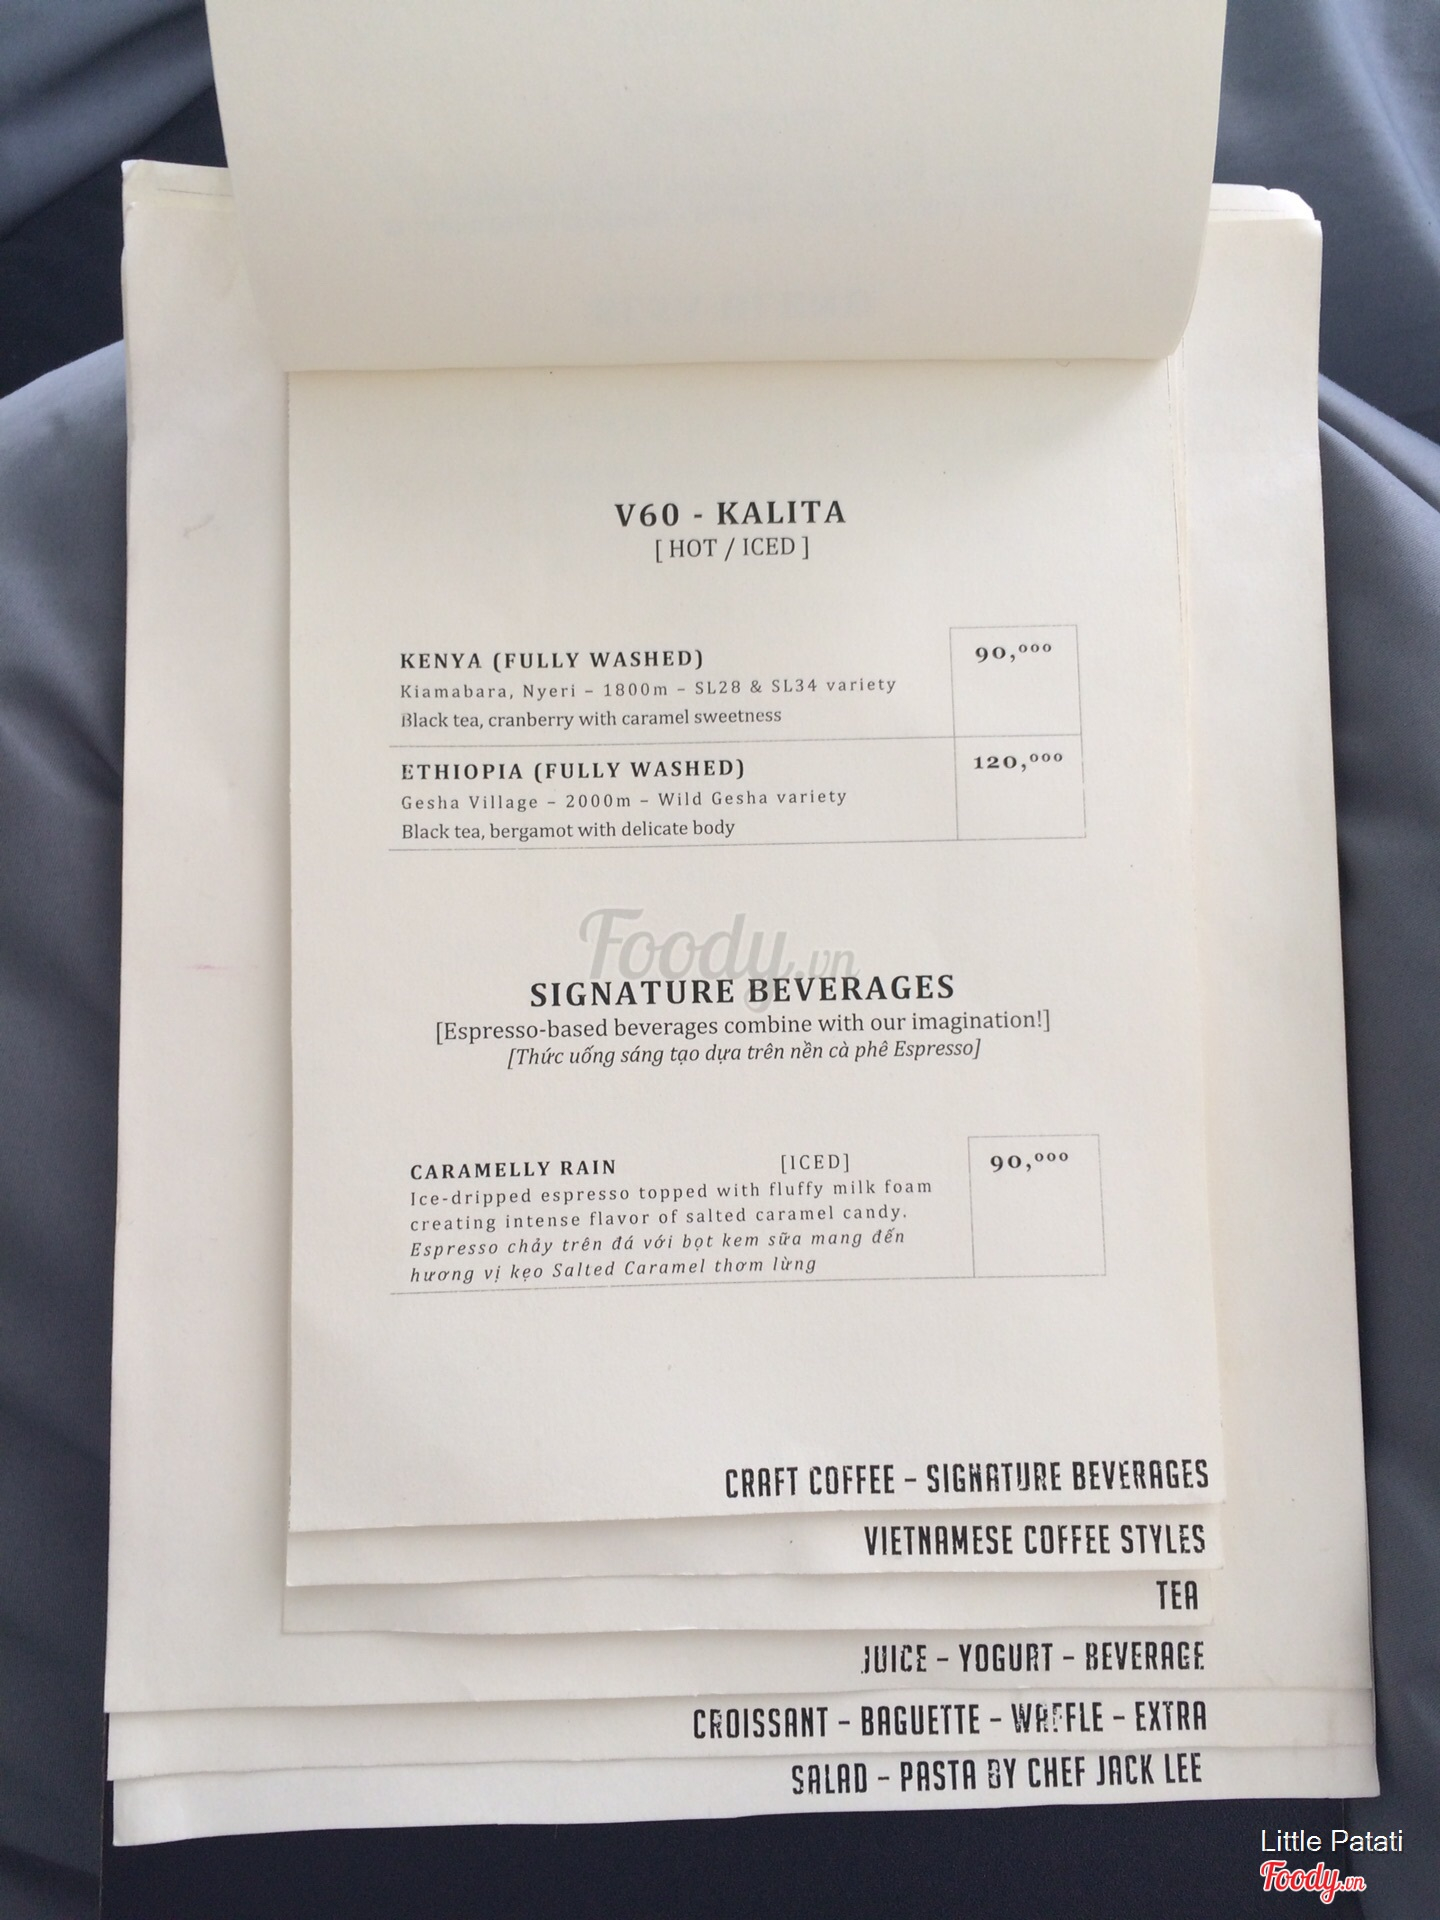 V60 - KALITA
[ HOT / ICED ]
KENYA (FULLY WASHED)
90,000
Kiamabara, Nyeri – 1800m – SL28 & SL34 variety
Black tea, cranberry with caramel sweetness
ETHIOPIA (FULLY WASHED)
120,000
Gesha Village – 2000m – Wild Gesha variety
Black tea, bergamot with delicate body
Foody.vn
SIGNATURE BEVERAGES
[Espresso-based beverages combine with our imagination!]
[Thức uống sáng tạo dựa trên nền cà phê Espresso]
CARAMELLY RAIN [ICED]
90,000
Ice-dripped espresso topped with fluffy milk foam
creating intense flavor of salted caramel candy.
Espresso chảy trên đá với bọt kem sữa mang đến
hương vị kẹo Salted Caramel thơm lừng
CRAFT COFFEE – SIGNATURE BEVERAGES
VIETNAMESE COFFEE STYLES
TEA
JUICE – YOGURT – BEVERAGE
CROISSANT – BAGUETTE – WAFFLE – EXTRA
SALAD – PASTA BY CHEF JACK LEE
Little Patati
Foody.vn